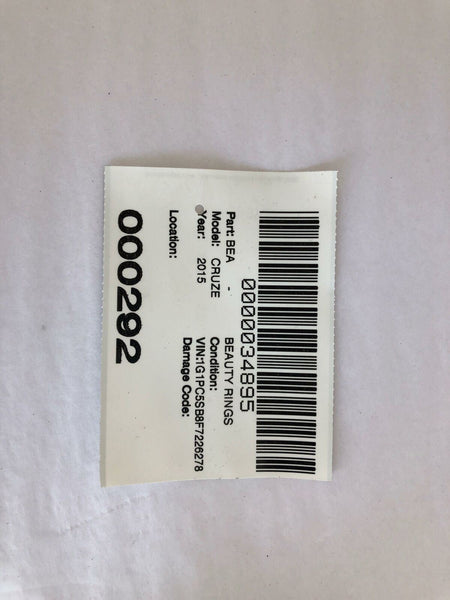 0000034895
Part: BEA - BEAUTY RINGS
Model: CRUZE Condition:
Year: 2015 VIN:1G1PC5SB8F7226278
Damage Code:
Location:
000292